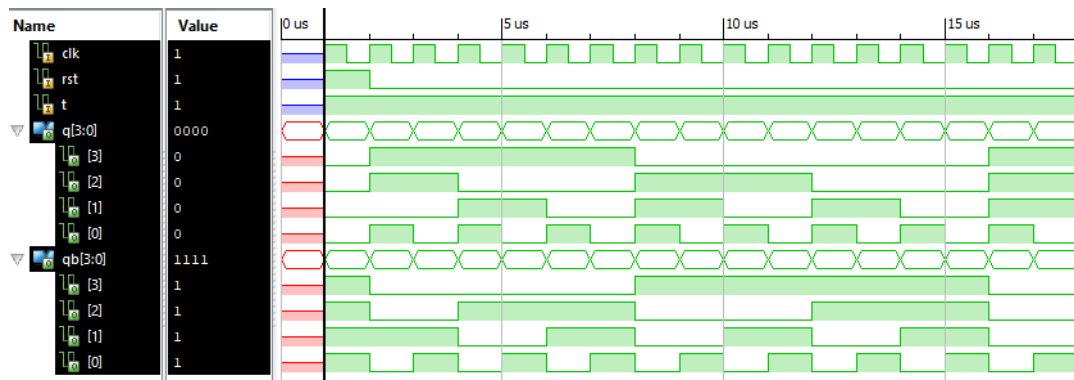 Name Value 0 us 5 us 10 us 15 us
clk 1
rst 1
t 1
q[3:0] 0000
[3] 0
[2] 0
[1] 0
[0] 0
qb[3:0] 1111
[3] 1
[2] 1
[1] 1
[0] 1